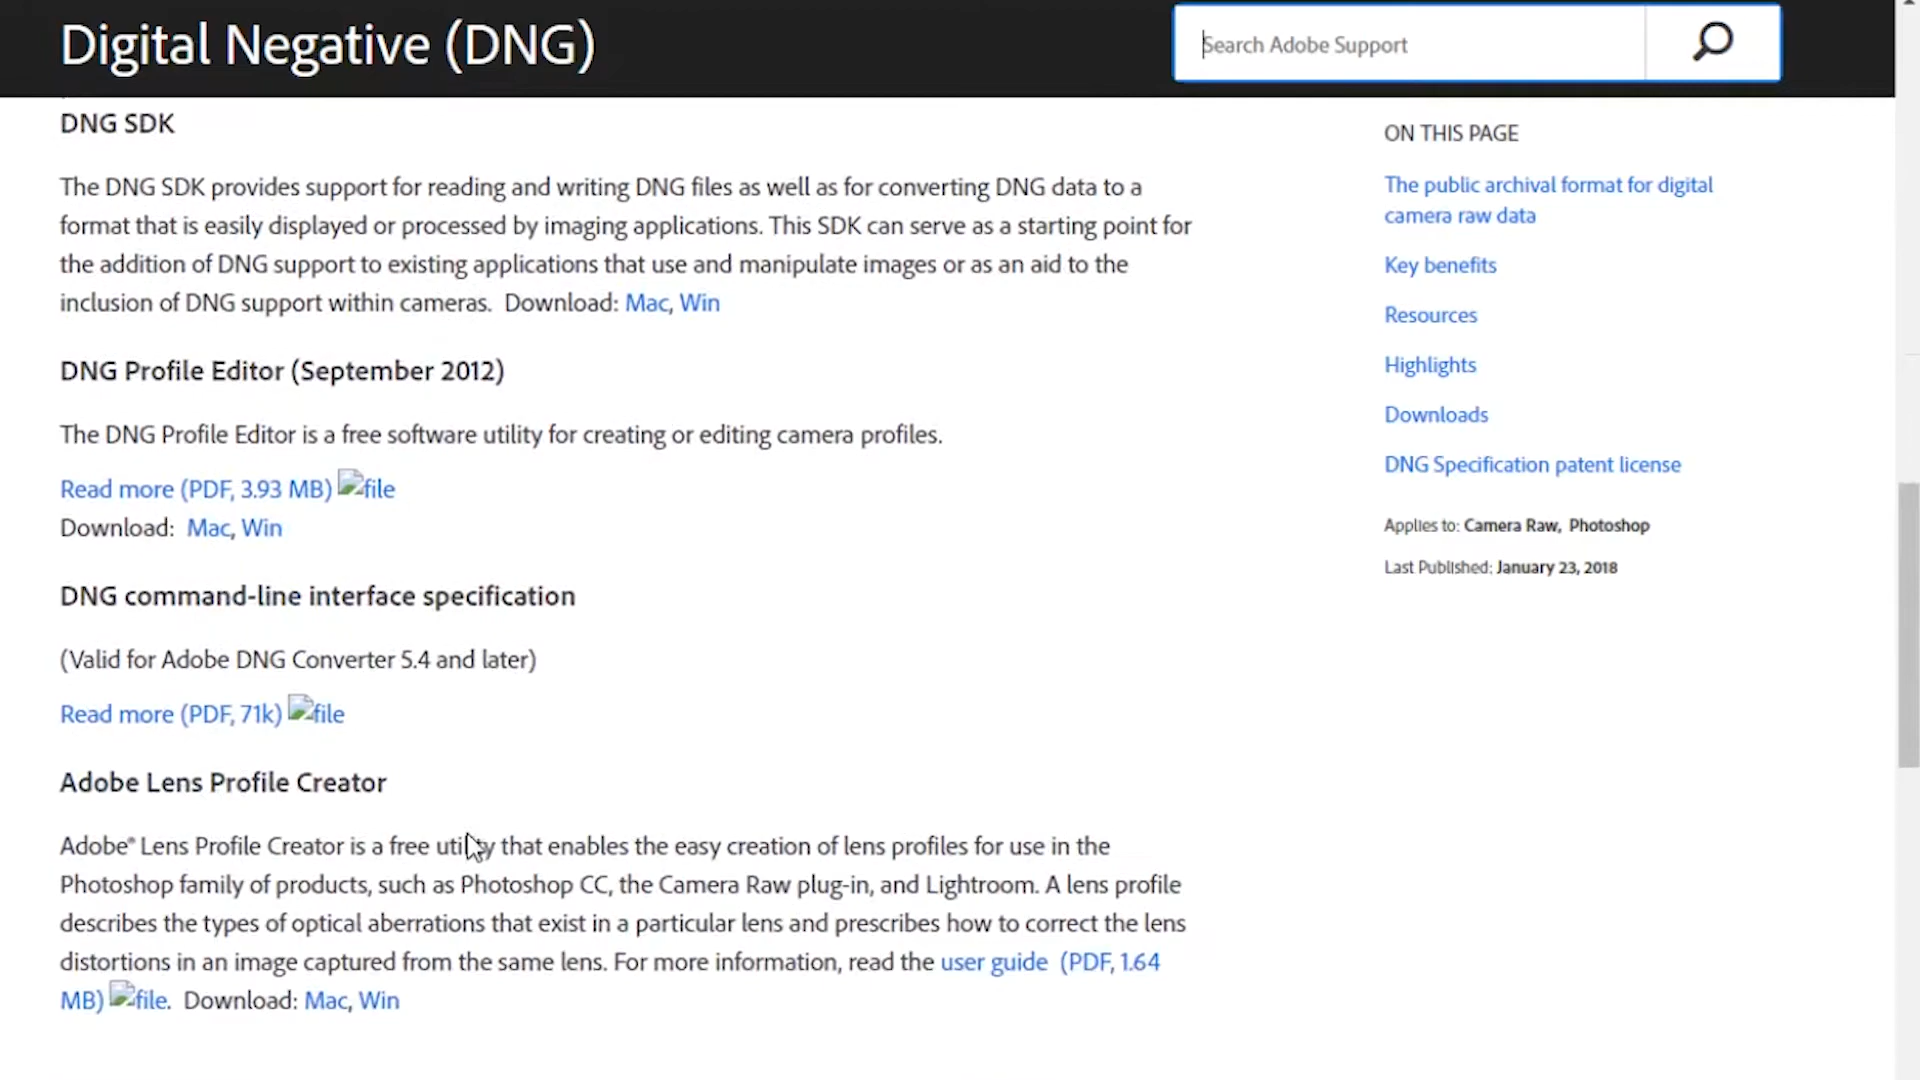 Digital Negative (DNG)
Search Adobe Support
DNG SDK
The DNG SDK provides support for reading and writing DNG files as well as for converting DNG data to a
format that is easily displayed or processed by imaging applications. This SDK can serve as a starting point for
the addition of DNG support to existing applications that use and manipulate images or as an aid to the
inclusion of DNG support within cameras. Download: Mac, Win
DNG Profile Editor (September 2012)
The DNG Profile Editor is a free software utility for creating or editing camera profiles.
Read more (PDF, 3.93 MB) file
Download: Mac, Win
DNG command-line interface specification
(Valid for Adobe DNG Converter 5.4 and later)
Read more (PDF, 71k) file
Adobe Lens Profile Creator
Adobe® Lens Profile Creator is a free utility that enables the easy creation of lens profiles for use in the
Photoshop family of products, such as Photoshop CC, the Camera Raw plug-in, and Lightroom. A lens profile
describes the types of optical aberrations that exist in a particular lens and prescribes how to correct the lens
distortions in an image captured from the same lens. For more information, read the user guide (PDF, 1.64
MB) file. Download: Mac, Win
ON THIS PAGE
The public archival format for digital
camera raw data
Key benefits
Resources
Highlights
Downloads
DNG Specification patent license
Applies to: Camera Raw, Photoshop
Last Published: January 23, 2018